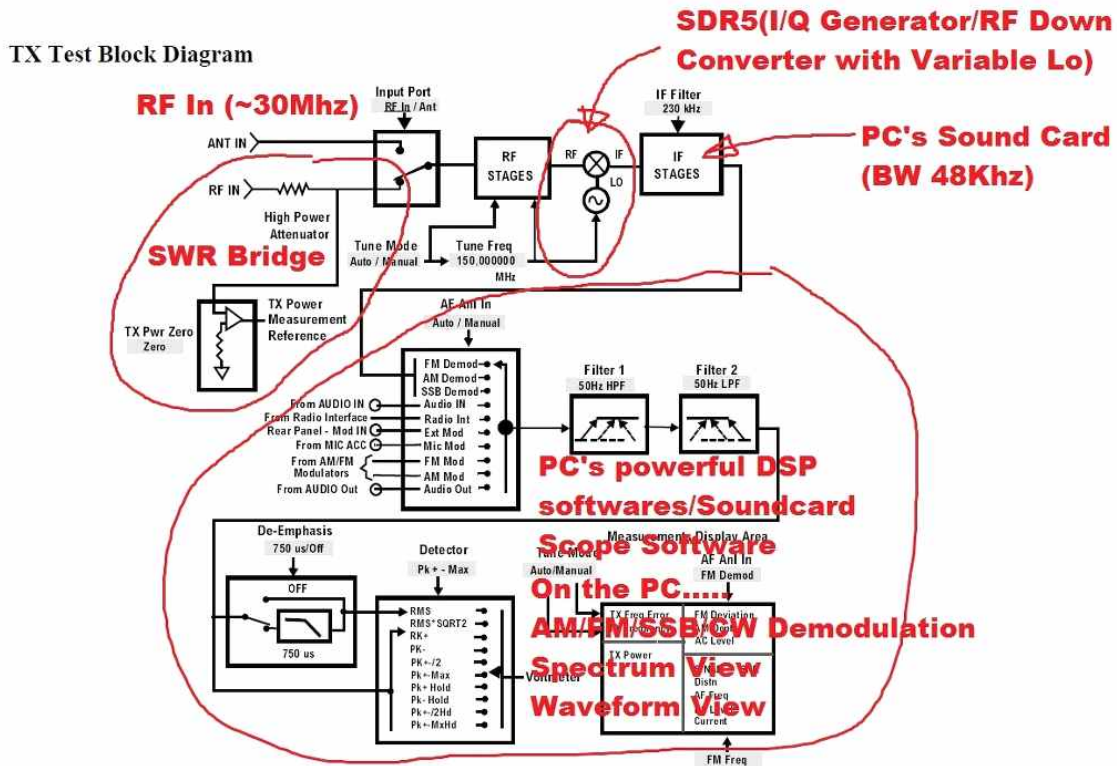 SDR5(I/Q Generator/RF Down
Converter with Variable Lo)
TX Test Block Diagram
RF In (~30Mhz)
Input Port
RF In / Ant
IF Filter
230 kHz
PC's Sound Card
(BW 48Khz)
ANT IN
RF IN
RF
STAGES
RF
IF
LO
IF
STAGES
High Power
Attenuator
SWR Bridge
Tune Mode
Auto / Manual
Tune Freq
150,000000
MHz
TX Pwr Zero
Zero
TX Power
Measurement
Reference
AF Anl In
Auto / Manual
FM Demod
AM Demod
SSB Demod
Audio IN
Radio Int
Ext Mod
Mic Mod
FM Mod
AM Mod
Audio Out
From AUDIO IN
From Radio Interface
Rear Panel - Mod IN
From MIC ACC
From AM/FM
Modulators
From AUDIO Out
Filter 1
50Hz HPF
Filter 2
50Hz LPF
PC's powerful DSP
softwares/Soundcard
Scope Software
On the PC.....
AM/FM/SSB/CW Demodulation
Spectrum View
Waveform View
De-Emphasis
750 us/Off
OFF
750 us
Detector
Pk + - Max
RMS
RMS*SQRT2
RK+
PK-
PK+-/2
Pk+-Max
Pk+ Hold
Pk- Hold
Pk+-/2Hd
Pk+-MxHd
Voltmeter
Measurements Display Area
Tune Mode
Auto/Manual
AF Anl In
FM Demod
TX Freq Error
TX Power
FM Deviation
AC Level
Distn
AF Freq
Current
FM Freq